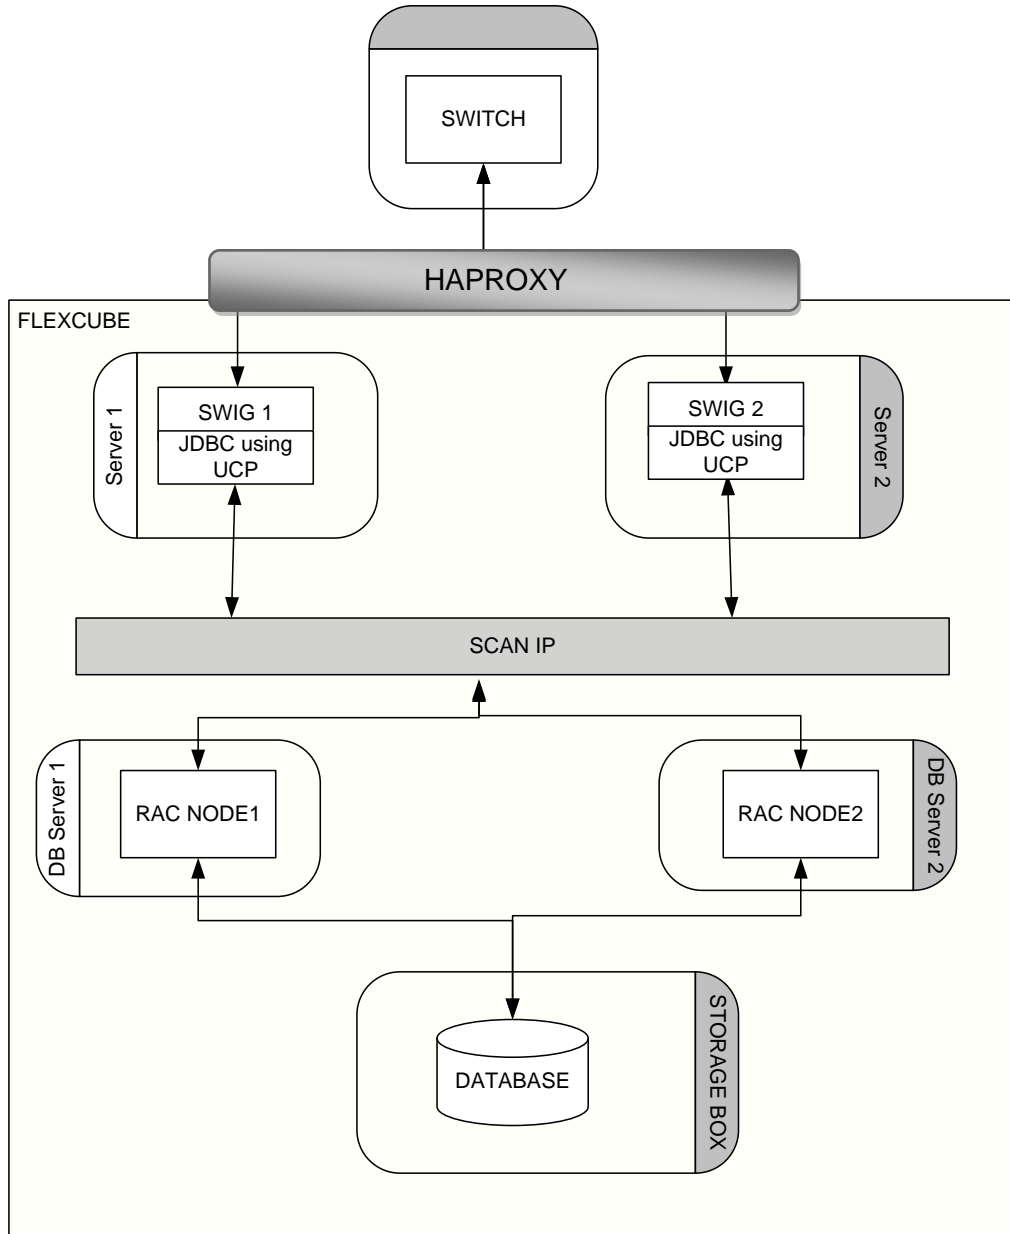 SWITCH
HAPROXY
FLEXCUBE
Server 1
SWIG 1
JDBC using
UCP
SWIG 2
JDBC using
UCP
Server 2
SCAN IP
DB Server 1
RAC NODE1
RAC NODE2
DB Server 2
DATABASE
STORAGE BOX